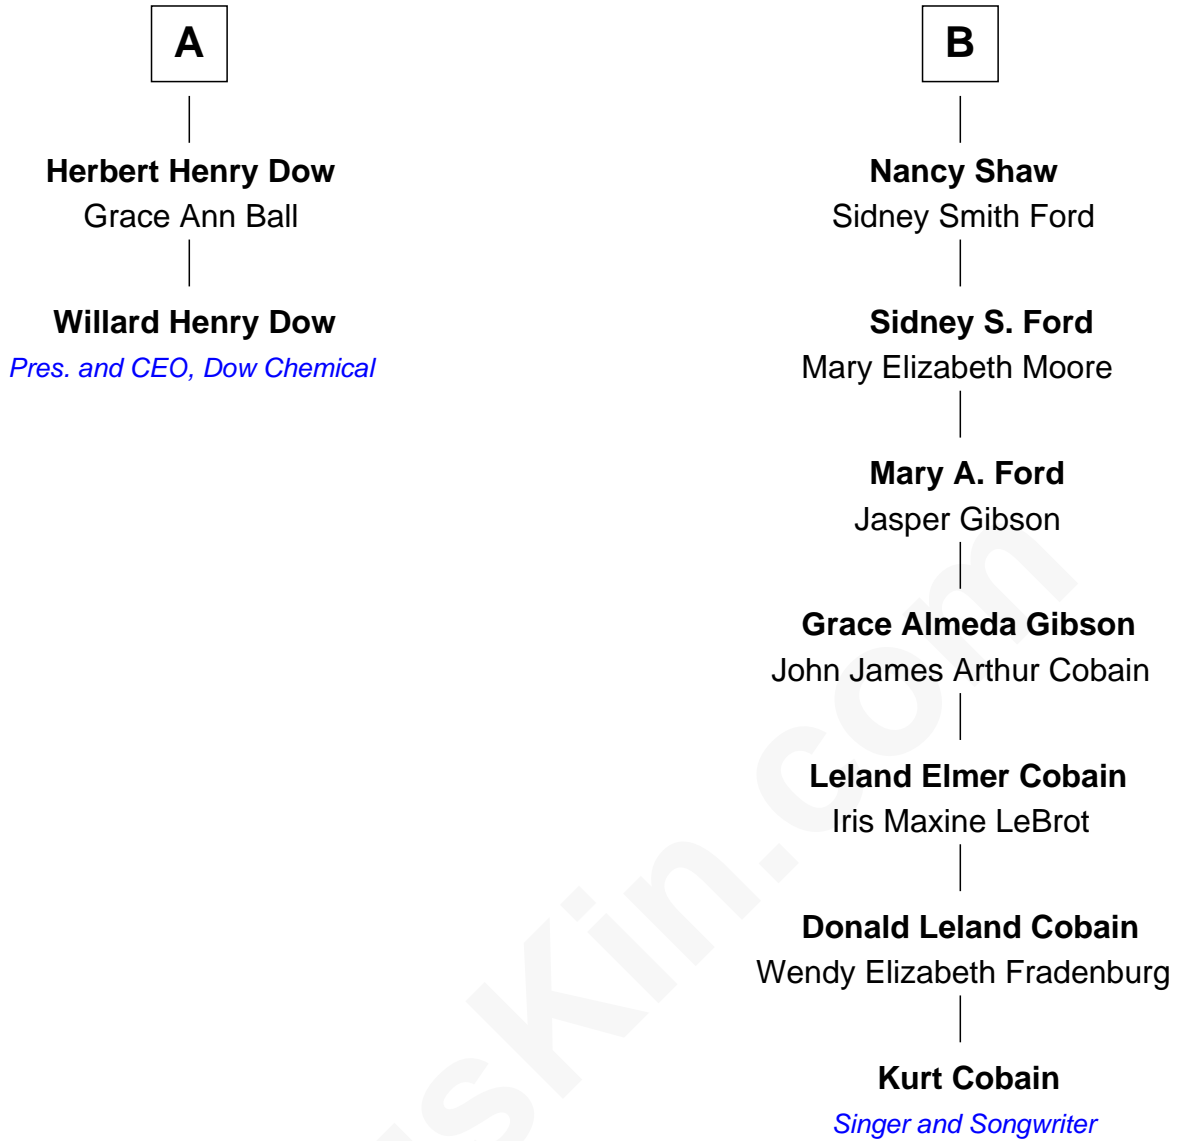 A
Herbert Henry Dow
Grace Ann Ball
Willard Henry Dow
Pres. and CEO, Dow Chemical
B
Nancy Shaw
Sidney Smith Ford
Sidney S. Ford
Mary Elizabeth Moore
Mary A. Ford
Jasper Gibson
Grace Almeda Gibson
John James Arthur Cobain
Leland Elmer Cobain
Iris Maxine LeBrot
Donald Leland Cobain
Wendy Elizabeth Fradenburg
Kurt Cobain
Singer and Songwriter